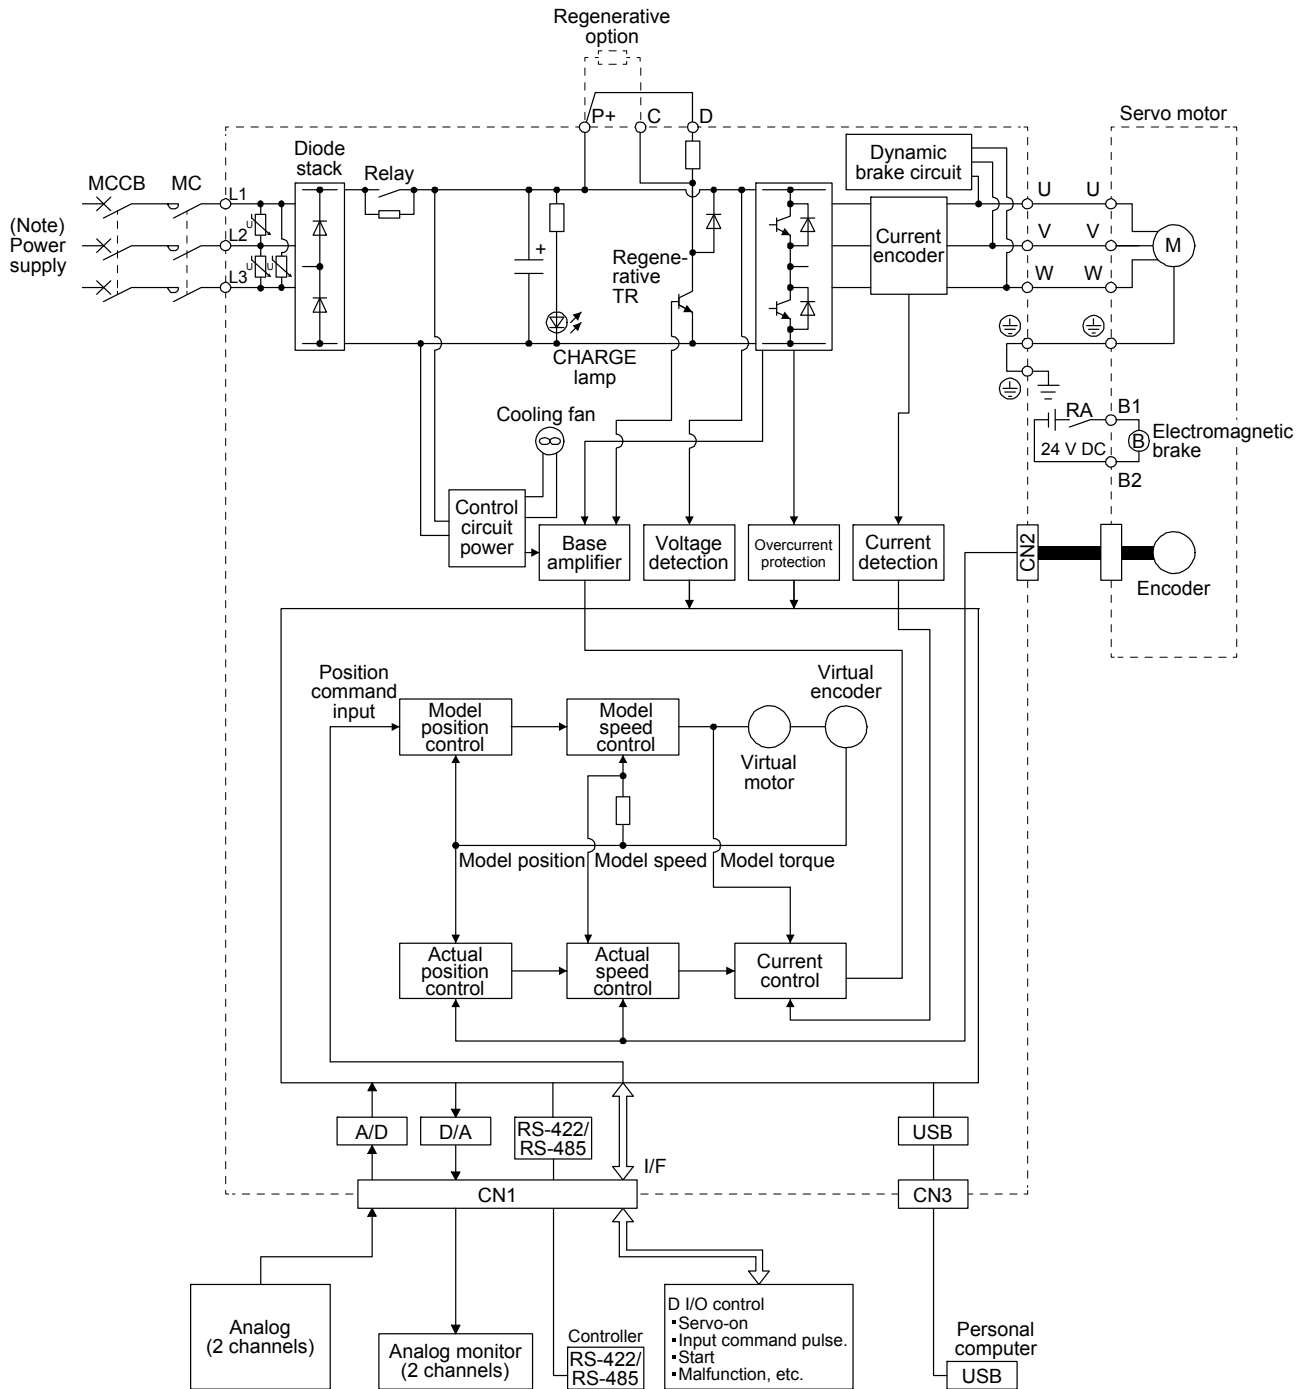 Regenerative
option
P+ C D
Servo motor
Diode
stack
Relay
Dynamic
brake circuit
MCCB MC
L1
L2
L3
(Note)
Power
supply
U
U
U
U U
V V
W W
Current
encoder
M
+
Regene-
rative
TR
CHARGE
lamp
Cooling fan
RA
24 V DC
B1
B
B2
Electromagnetic
brake
Control
circuit
power
Base
amplifier
Voltage
detection
Overcurrent
protection
Current
detection
CN2
Encoder
Position
command
input
Model
position
control
Model
speed
control
Virtual
encoder
Virtual
motor
Model position Model speed Model torque
Actual
position
control
Actual
speed
control
Current
control
A/D
D/A
RS-422/
RS-485
USB
I/F
CN1
CN3
Analog
(2 channels)
Analog monitor
(2 channels)
Controller
RS-422/
RS-485
D I/O control
▪Servo-on
▪Input command pulse.
▪Start
▪Malfunction, etc.
Personal
computer
USB